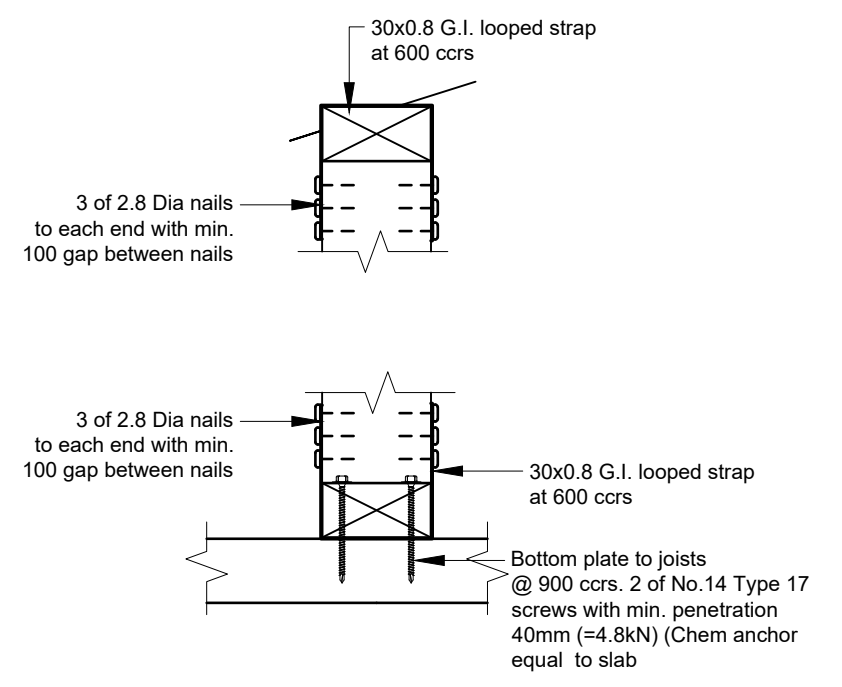 30x0.8 G.I. looped strap
at 600 ccrs
3 of 2.8 Dia nails
to each end with min.
100 gap between nails
3 of 2.8 Dia nails
to each end with min.
100 gap between nails
30x0.8 G.I. looped strap
at 600 ccrs
Bottom plate to joists
@ 900 ccrs. 2 of No.14 Type 17
screws with min. penetration
40mm (=4.8kN) (Chem anchor
equal  to slab